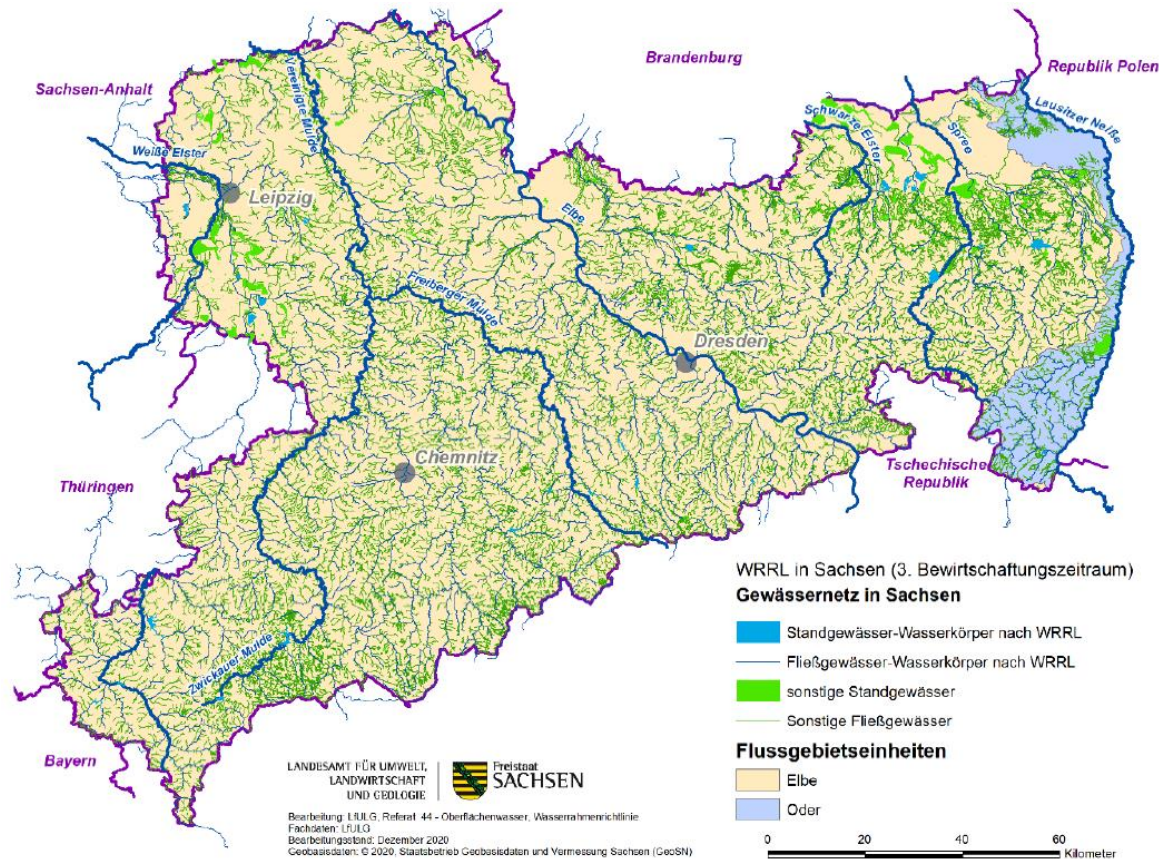 Brandenburg
Republik Polen
Sachsen-Anhalt
Vereinigte Mulde
Schwarze Elster
Spree
Lausitzer Neiße
Weiße Elster
Leipzig
Elbe
Freiberger Mulde
Dresden
Chemnitz
Tschechische
Republik
Thüringen
Zwickauer Mulde
Bayern
WRRL in Sachsen (3. Bewirtschaftungszeitraum)
Gewässernetz in Sachsen
Standgewässer-Wasserkörper nach WRRL
Fließgewässer-Wasserkörper nach WRRL
sonstige Standgewässer
Sonstige Fließgewässer
Flussgebietseinheiten
Elbe
Oder
LANDESAMT FÜR UMWELT,
LANDWIRTSCHAFT
UND GEOLOGIE
Freistaat
SACHSEN
Bearbeitung: LfULG, Referat 44 - Oberflächenwasser, Wasserrahmenrichtlinie
Fachdaten: LfULG
Bearbeitungsstand: Dezember 2020
Geobasisdaten: © 2020, Staatsbetrieb Geobasisdaten und Vermessung Sachsen (GeoSN)
0 20 40 60
Kilometer